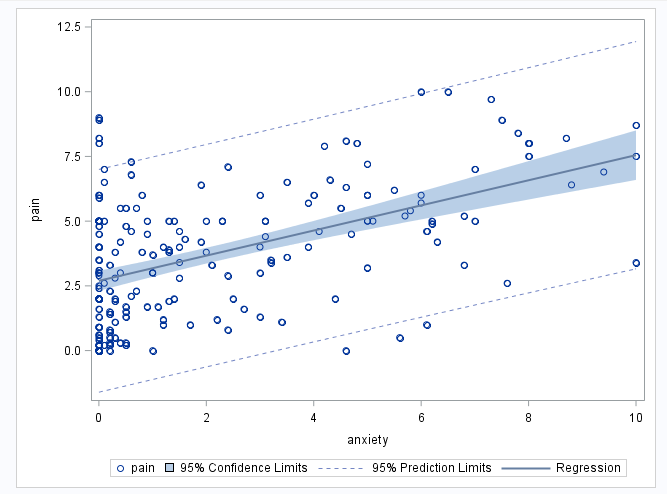 12.5
10.0
7.5
5.0
2.5
0.0
pain
0 2 4 6 8 10
anxiety
pain 95% Confidence Limits 95% Prediction Limits Regression